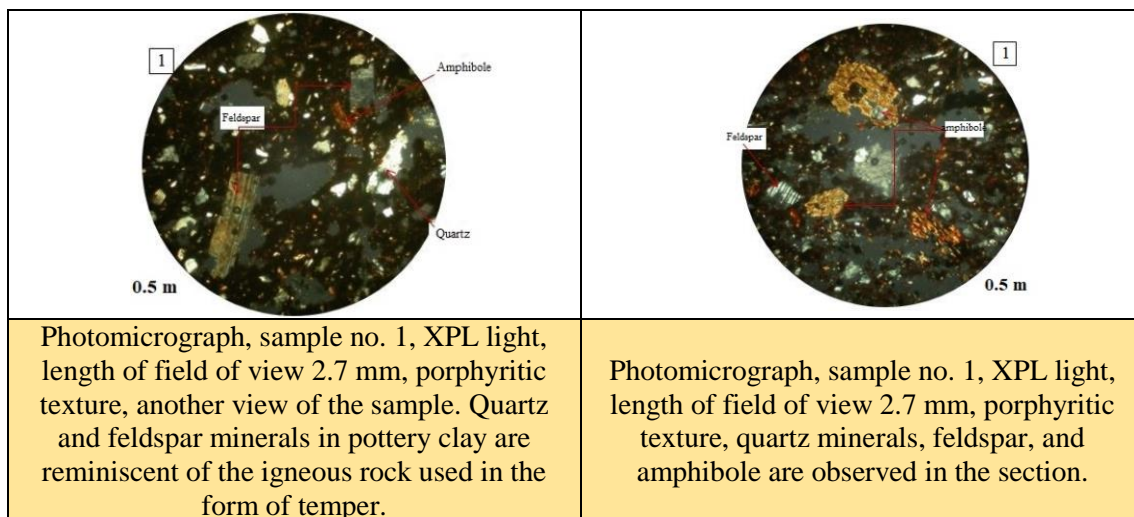 1
Amphibole
Feldspar
Quartz
0.5 m
1
amphibole
Feldspar
0.5 m
Photomicrograph, sample no. 1, XPL light,
length of field of view 2.7 mm, porphyritic
texture, another view of the sample. Quartz
and feldspar minerals in pottery clay are
reminiscent of the igneous rock used in the
form of temper.
Photomicrograph, sample no. 1, XPL light,
length of field of view 2.7 mm, porphyritic
texture, quartz minerals, feldspar, and
amphibole are observed in the section.